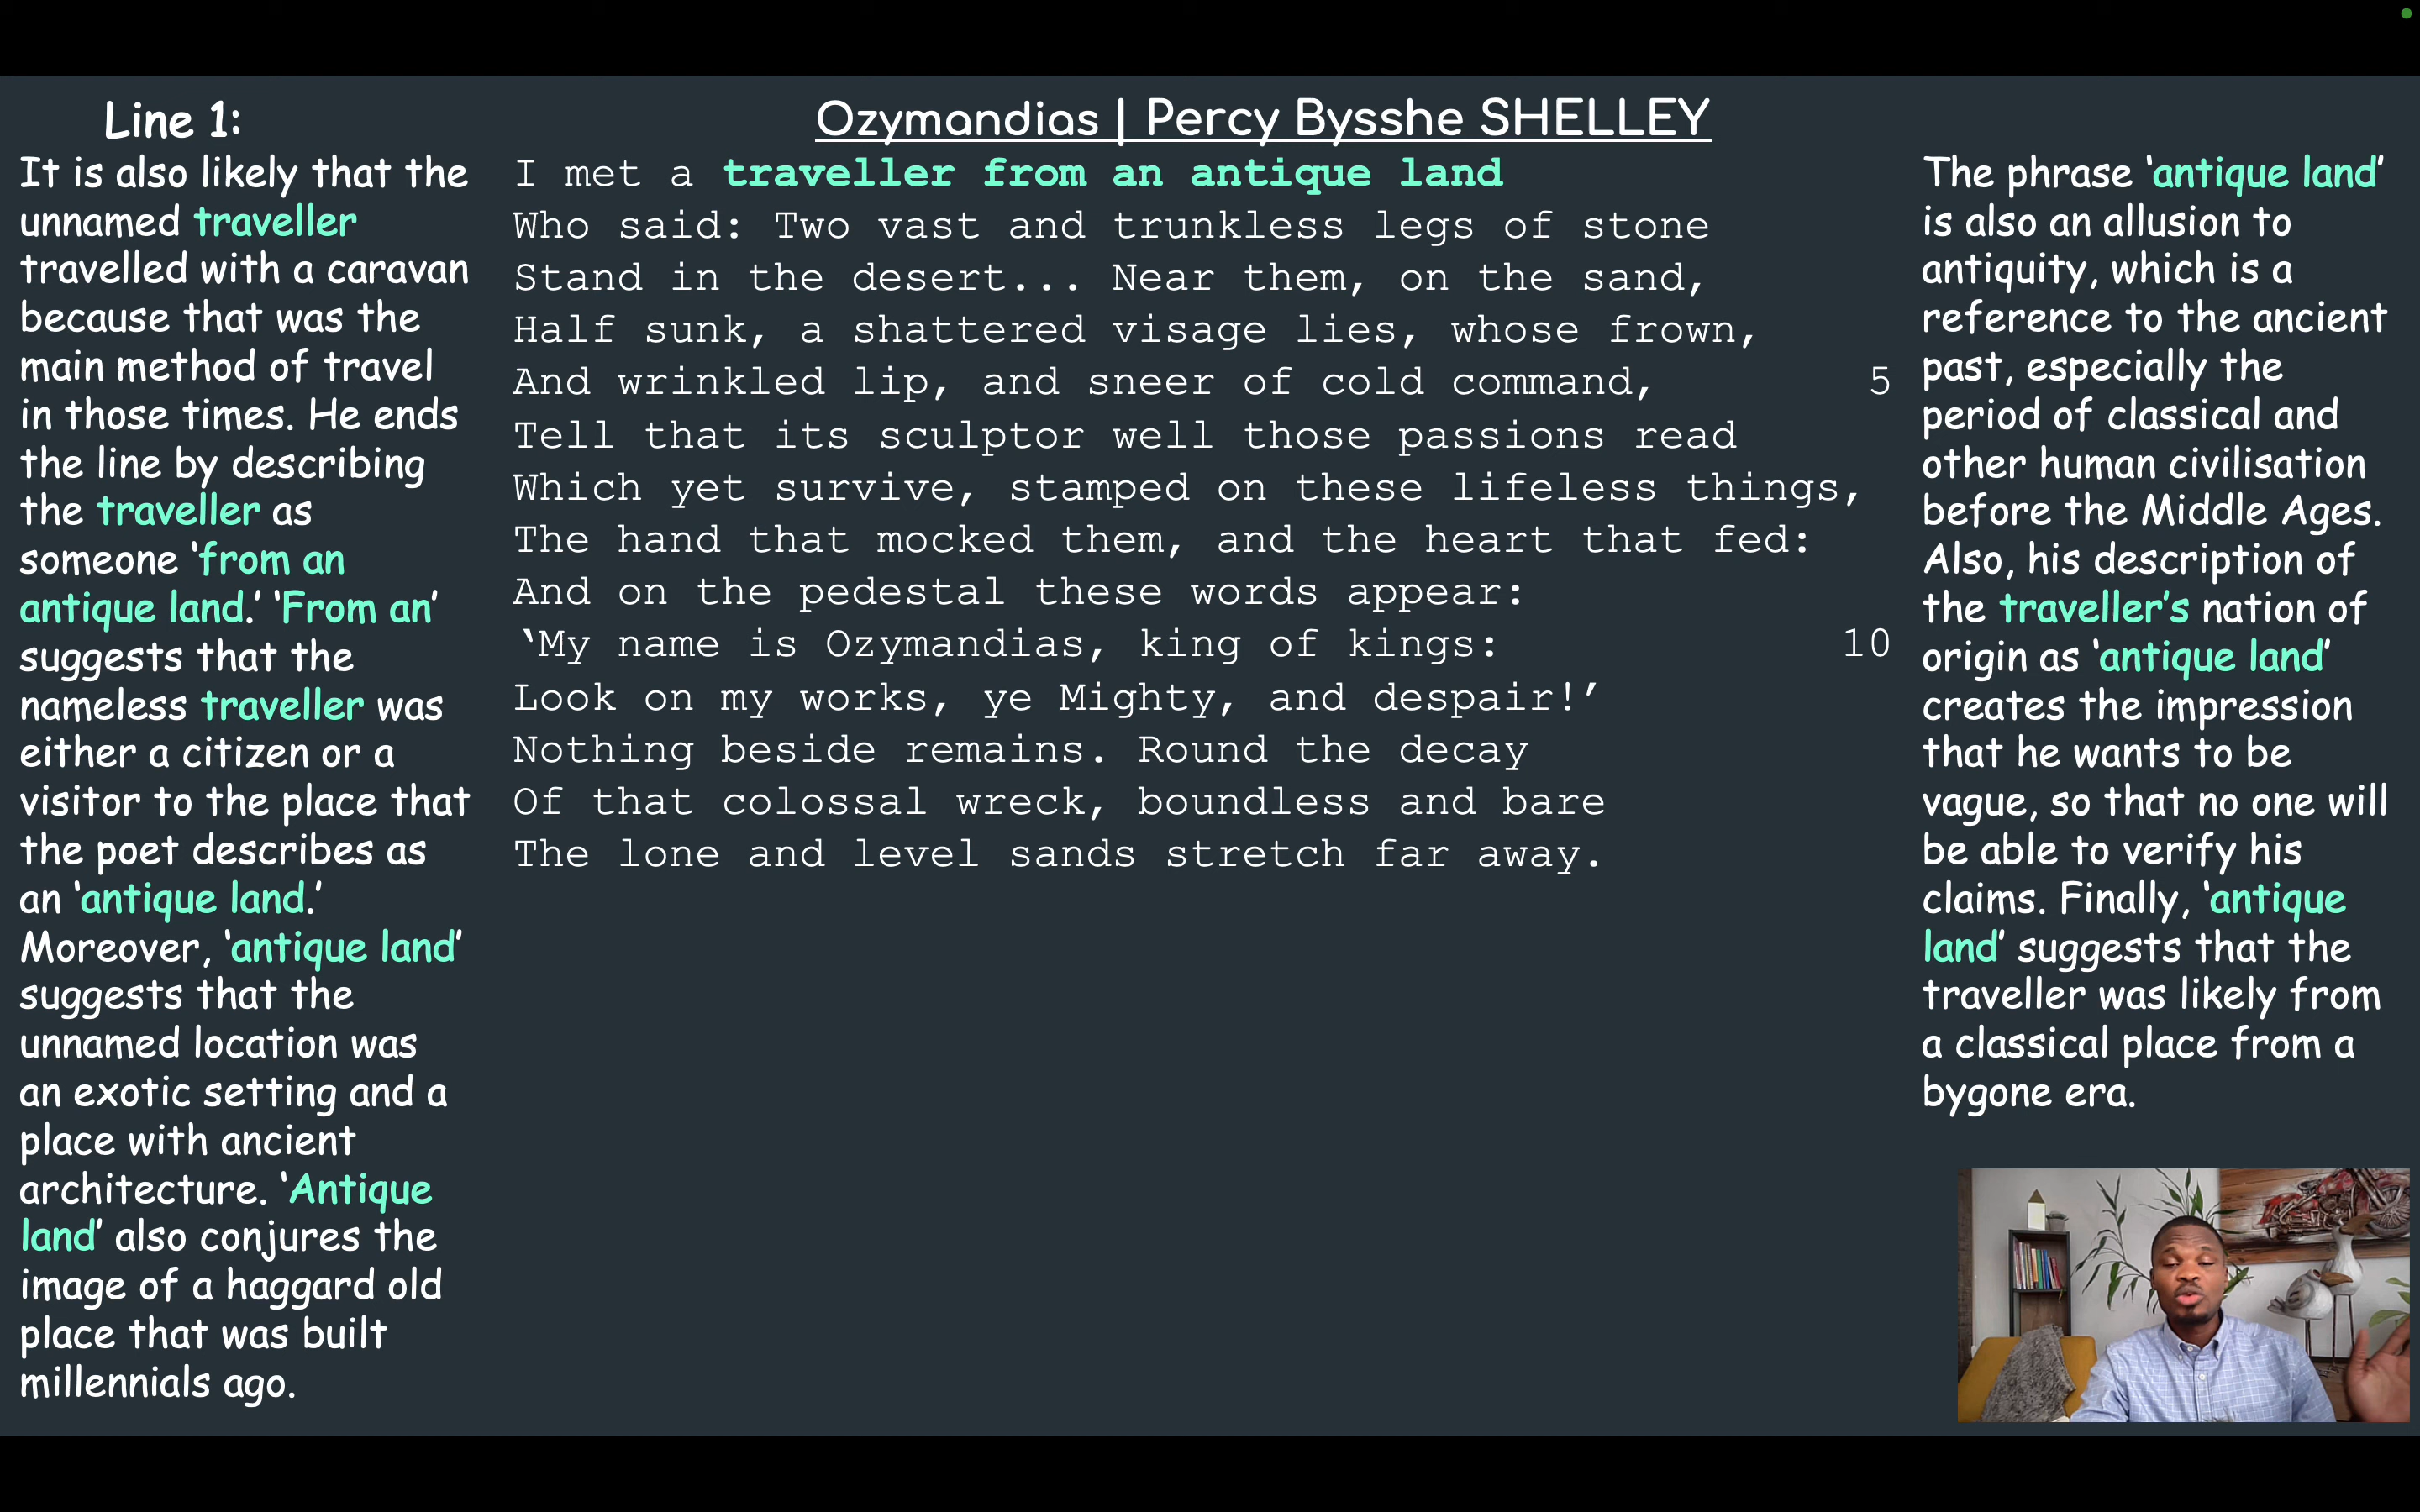 Line 1:
It is also likely that the
unnamed traveller
travelled with a caravan
because that was the
main method of travel
in those times. He ends
the line by describing
the traveller as
someone ‘from an
antique land.’ ‘From an’
suggests that the
nameless traveller was
either a citizen or a
visitor to the place that
the poet describes as
an ‘antique land.’
Moreover, ‘antique land’
suggests that the
unnamed location was
an exotic setting and a
place with ancient
architecture. ‘Antique
land’ also conjures the
image of a haggard old
place that was built
millennials ago.
Ozymandias | Percy Bysshe SHELLEY
I met a traveller from an antique land
Who said: Two vast and trunkless legs of stone
Stand in the desert... Near them, on the sand,
Half sunk, a shattered visage lies, whose frown,
And wrinkled lip, and sneer of cold command, 5
Tell that its sculptor well those passions read
Which yet survive, stamped on these lifeless things,
The hand that mocked them, and the heart that fed:
And on the pedestal these words appear:
‘My name is Ozymandias, king of kings: 10
Look on my works, ye Mighty, and despair!’
Nothing beside remains. Round the decay
Of that colossal wreck, boundless and bare
The lone and level sands stretch far away.
The phrase ‘antique land’
is also an allusion to
antiquity, which is a
reference to the ancient
past, especially the
period of classical and
other human civilisation
before the Middle Ages.
Also, his description of
the traveller’s nation of
origin as ‘antique land’
creates the impression
that he wants to be
vague, so that no one will
be able to verify his
claims. Finally, ‘antique
land’ suggests that the
traveller was likely from
a classical place from a
bygone era.